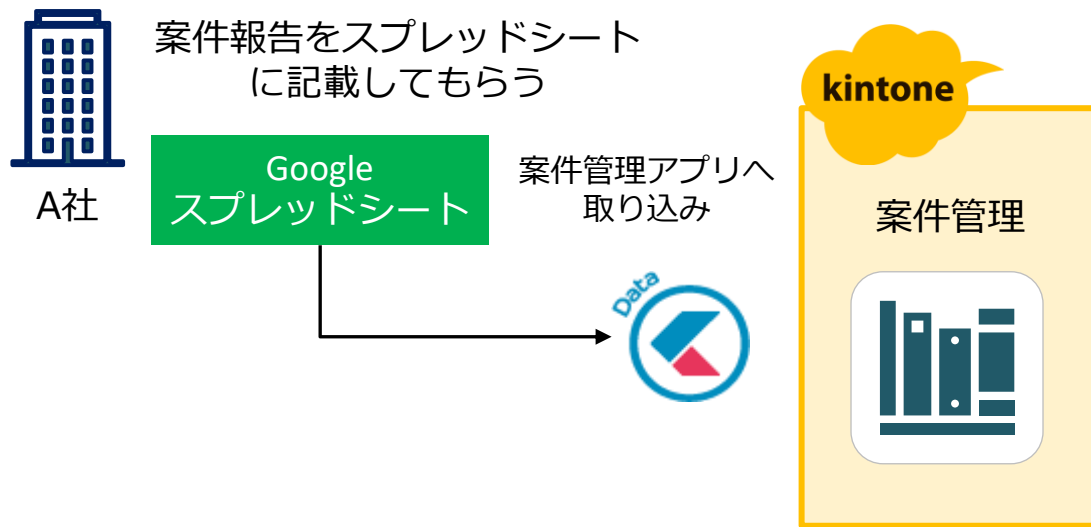 案件報告をスプレッドシート
に記載してもらう
A社
Google
スプレッドシート
案件管理アプリへ
取り込み
Data
kintone
案件管理